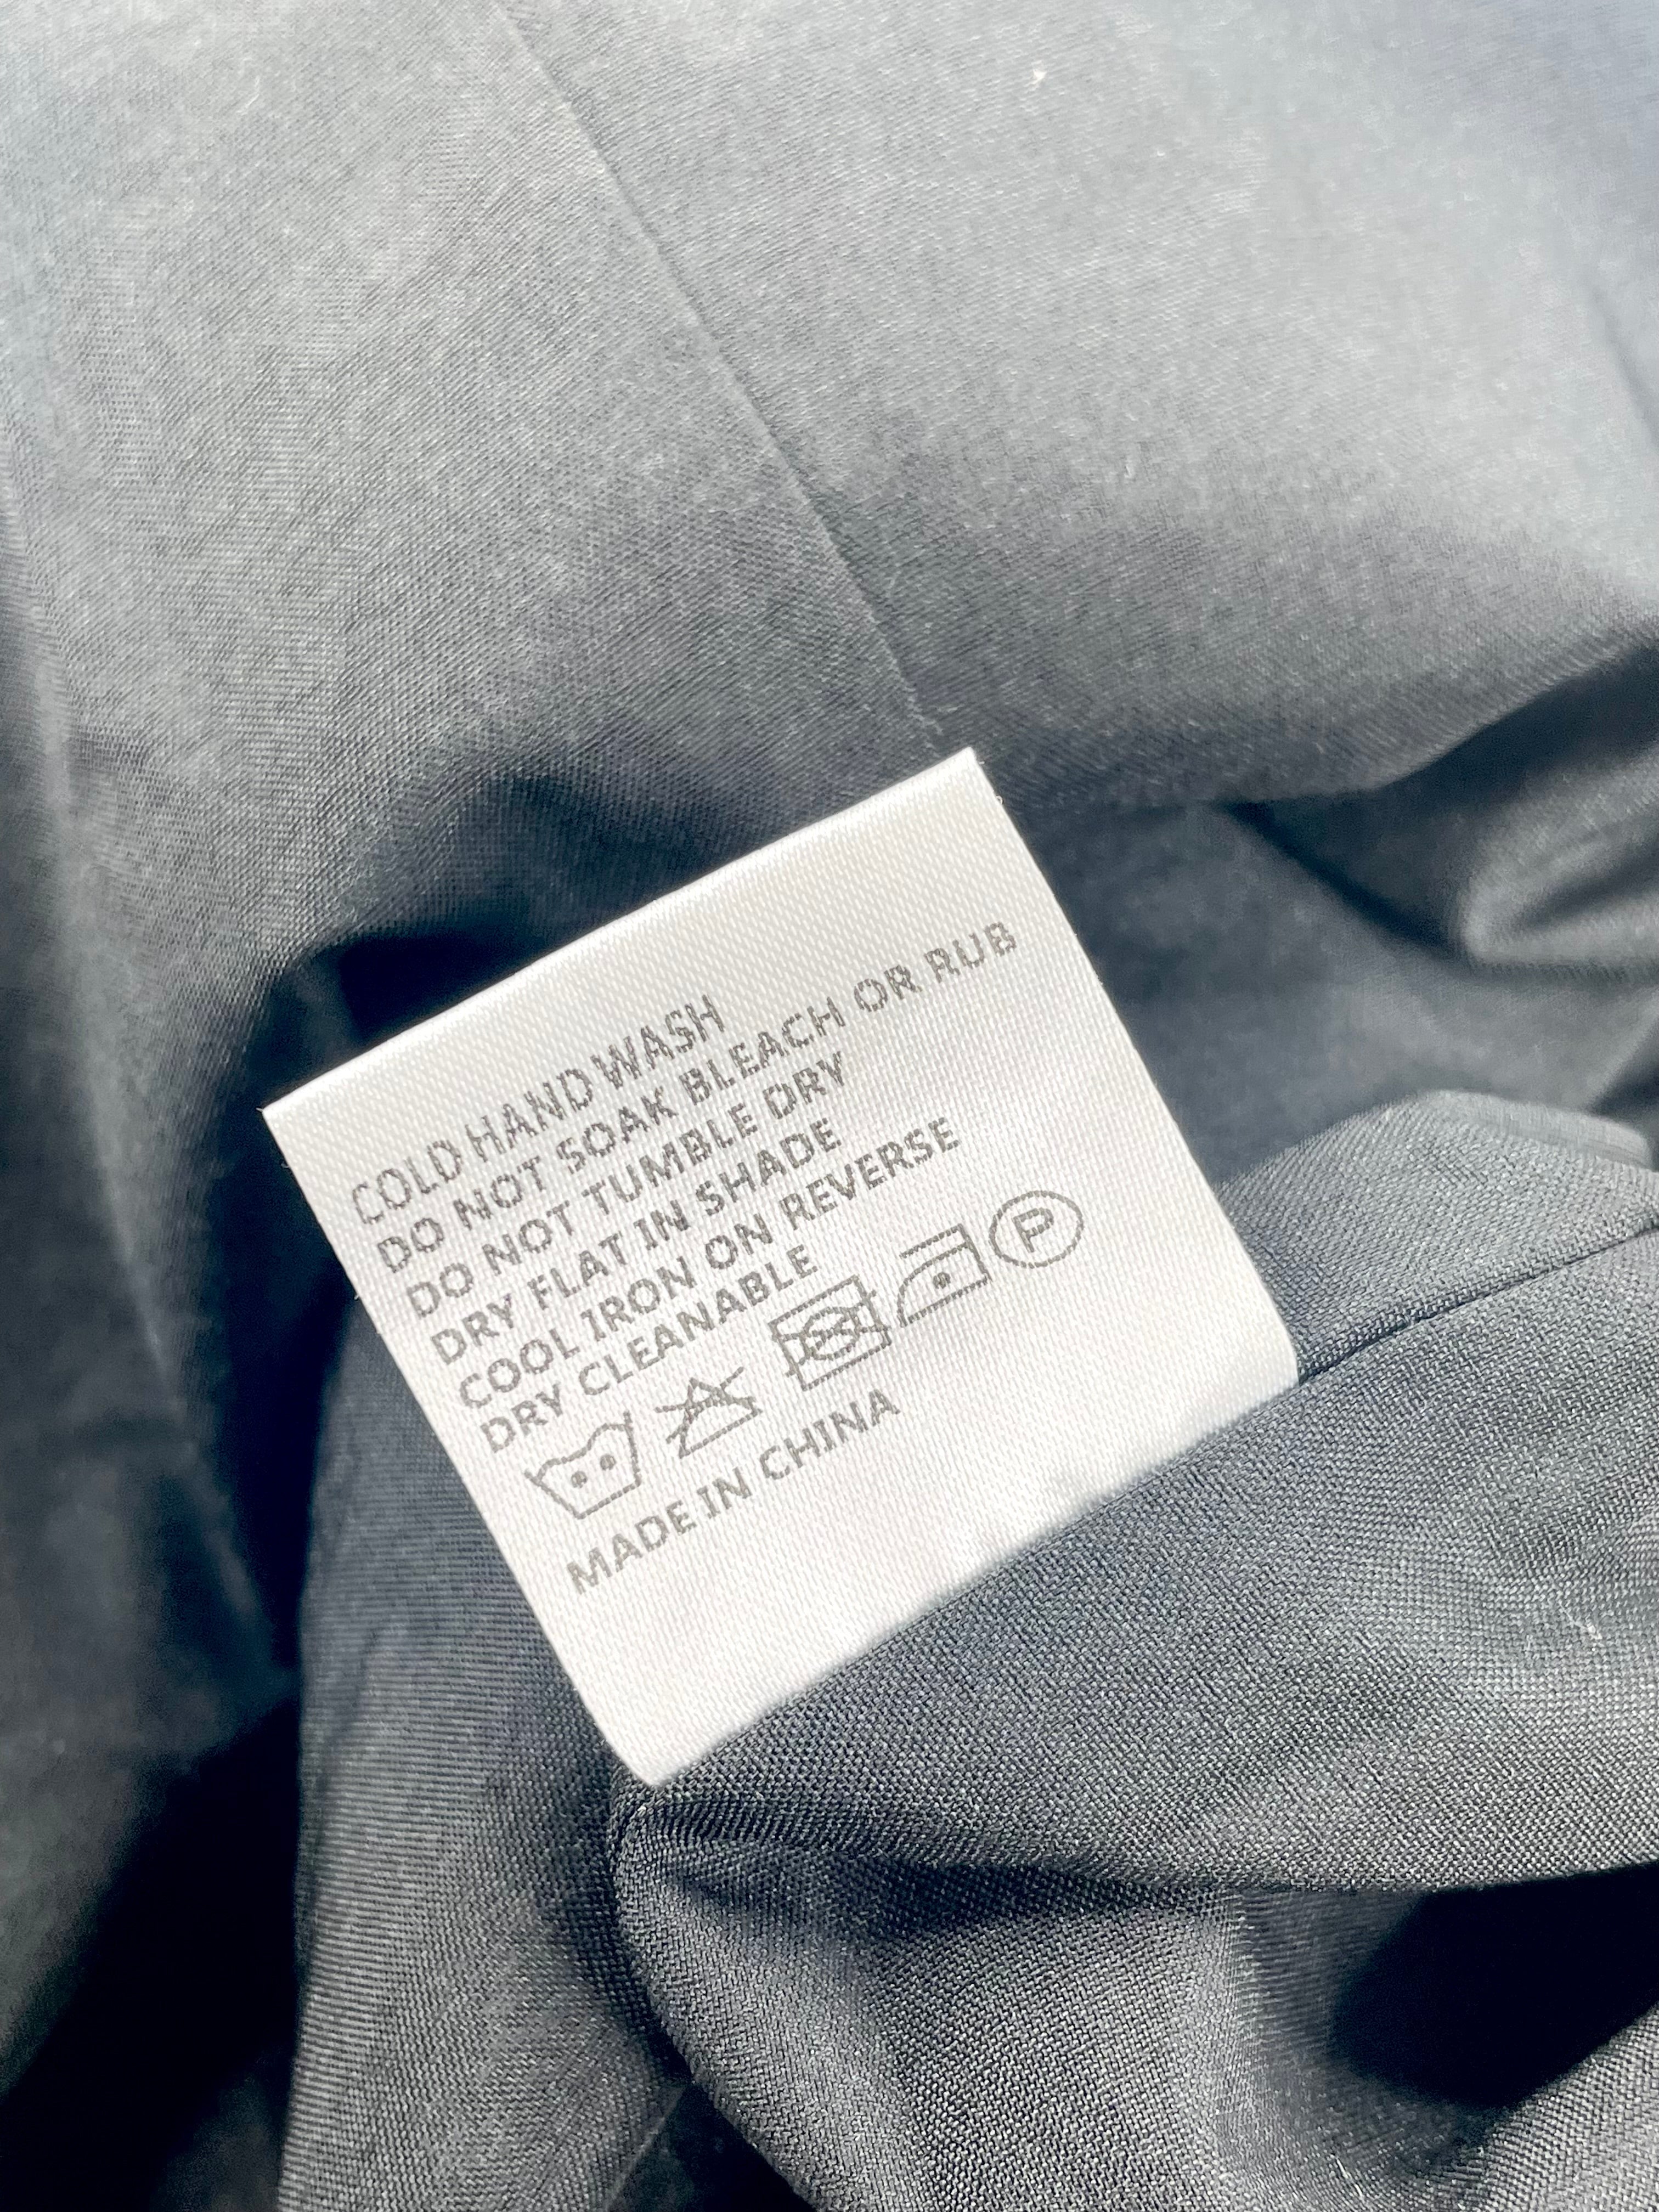 COLD HAND WASH
DO NOT SOAK BLEACH OR RUB
DO NOT TUMBLE DRY
DRY FLAT IN SHADE
COOL IRON ON REVERSE
DRY CLEANABLE
P
MADE IN CHINA